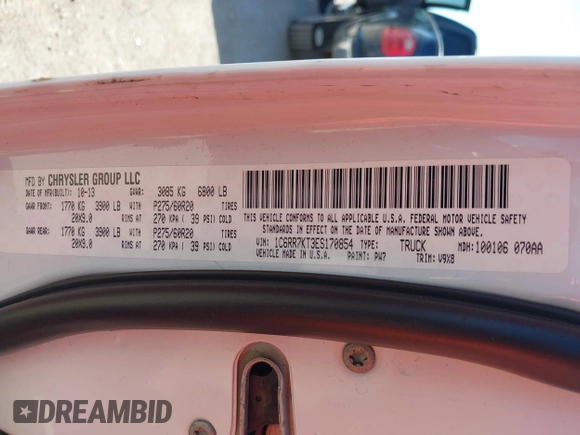 MFD BY CHRYSLER GROUP LLC
DATE OF MFR(BUILT): 10-13 GVWR: 3085 KG 6800 LB
GAWR FRONT: 1770 KG 3900 LB WITH P275/60R20 TIRES
20X9.0 RIMS AT 270 KPA ( 39 PSI) COLD
GAWR REAR: 1770 KG 3900 LB WITH P275/60R20 TIRES
20X9.0 RIMS AT 270 KPA ( 39 PSI) COLD
THIS VEHICLE CONFORMS TO ALL APPLICABLE U.S.A. FEDERAL MOTOR VEHICLE SAFETY
STANDARDS IN EFFECT ON THE DATE OF MANUFACTURE SHOWN ABOVE.
VIN: 1C6RR7KT3ES170854 TYPE: TRUCK MDH: 100106 070AA
VEHICLE MADE IN U.S.A. PAINT: PW7 TRIM: V9X8
DREAMBID